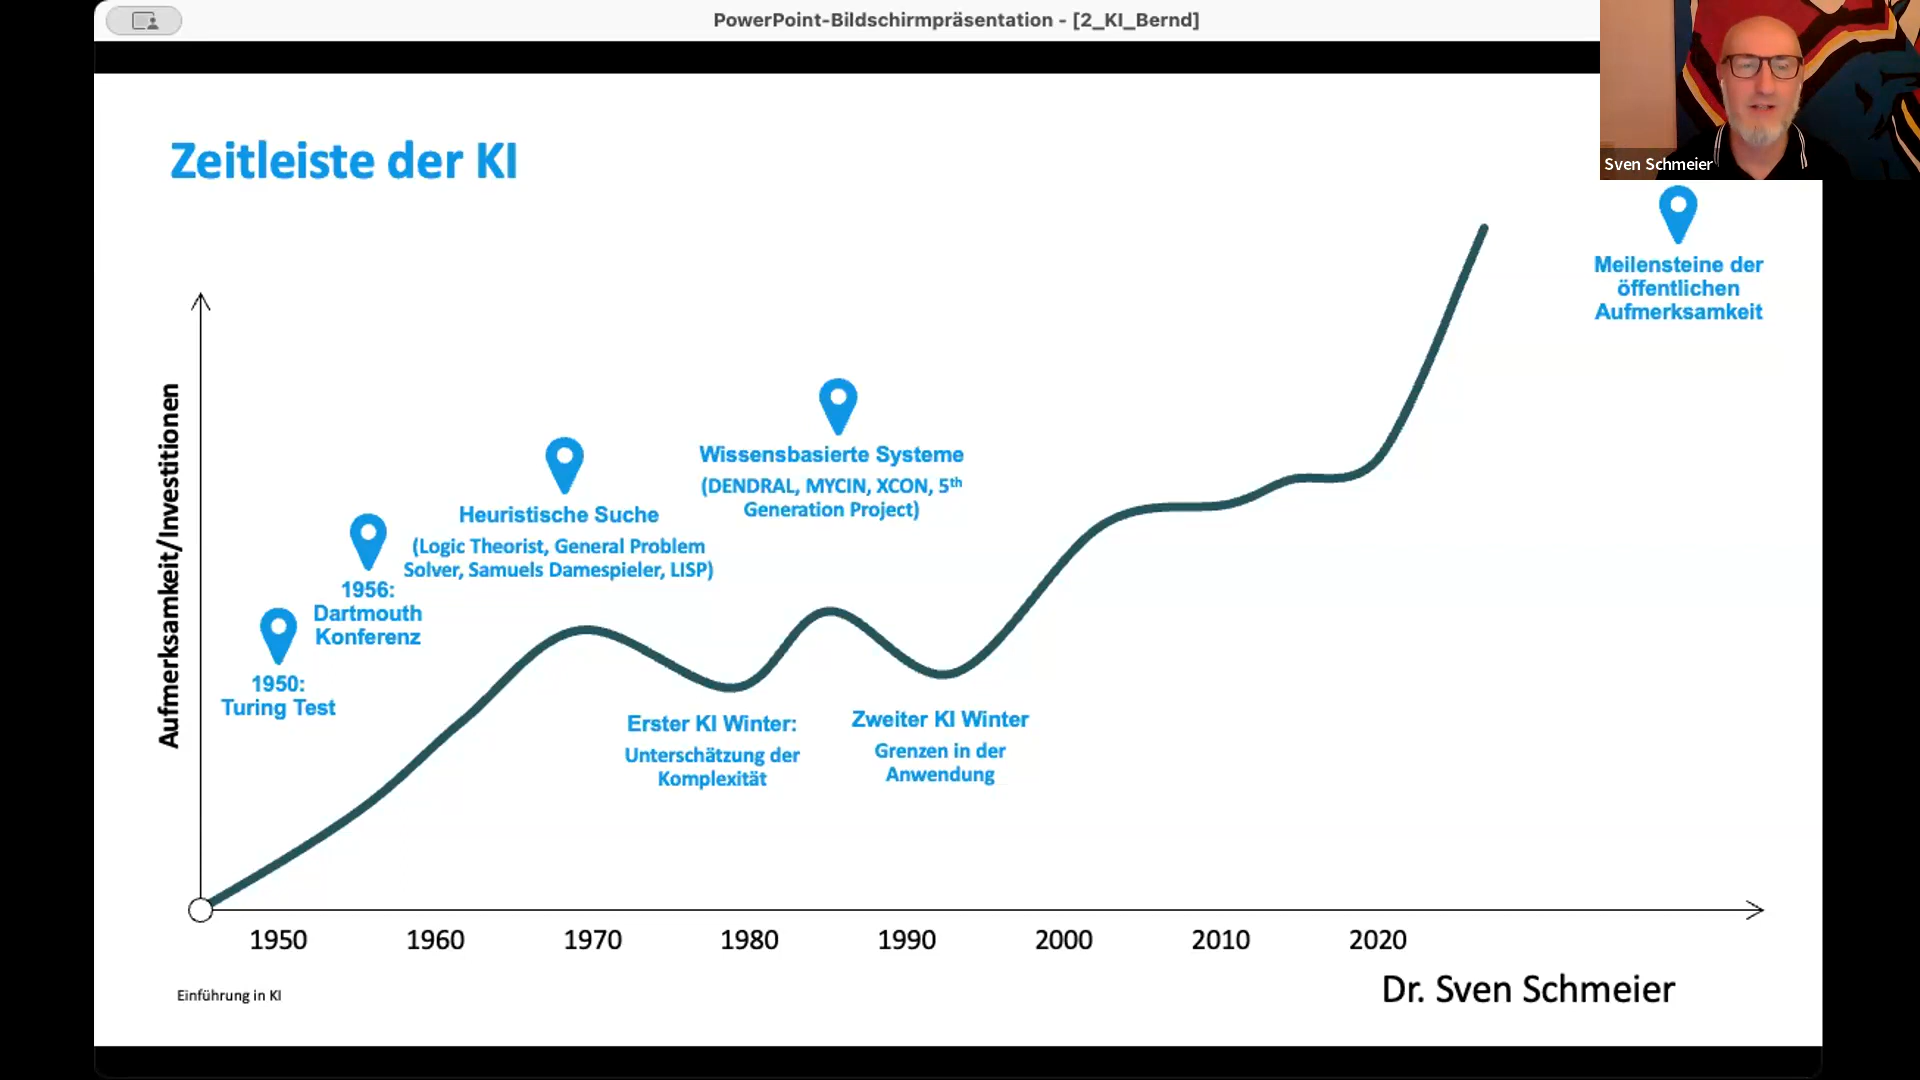 PowerPoint-Bildschirmpräsentation - [2_KI_Bernd]
Sven Schmeier
Zeitleiste der KI
Meilensteine der
öffentlichen
Aufmerksamkeit
Aufmerksamkeit/Investitionen
1950:
Turing Test
1956:
Dartmouth
Konferenz
Heuristische Suche
(Logic Theorist, General Problem
Solver, Samuels Damespieler, LISP)
Wissensbasierte Systeme
(DENDRAL, MYCIN, XCON, 5th
Generation Project)
Erster KI Winter:
Unterschätzung der
Komplexität
Zweiter KI Winter
Grenzen in der
Anwendung
1950 1960 1970 1980 1990 2000 2010 2020
Einführung in KI
Dr. Sven Schmeier